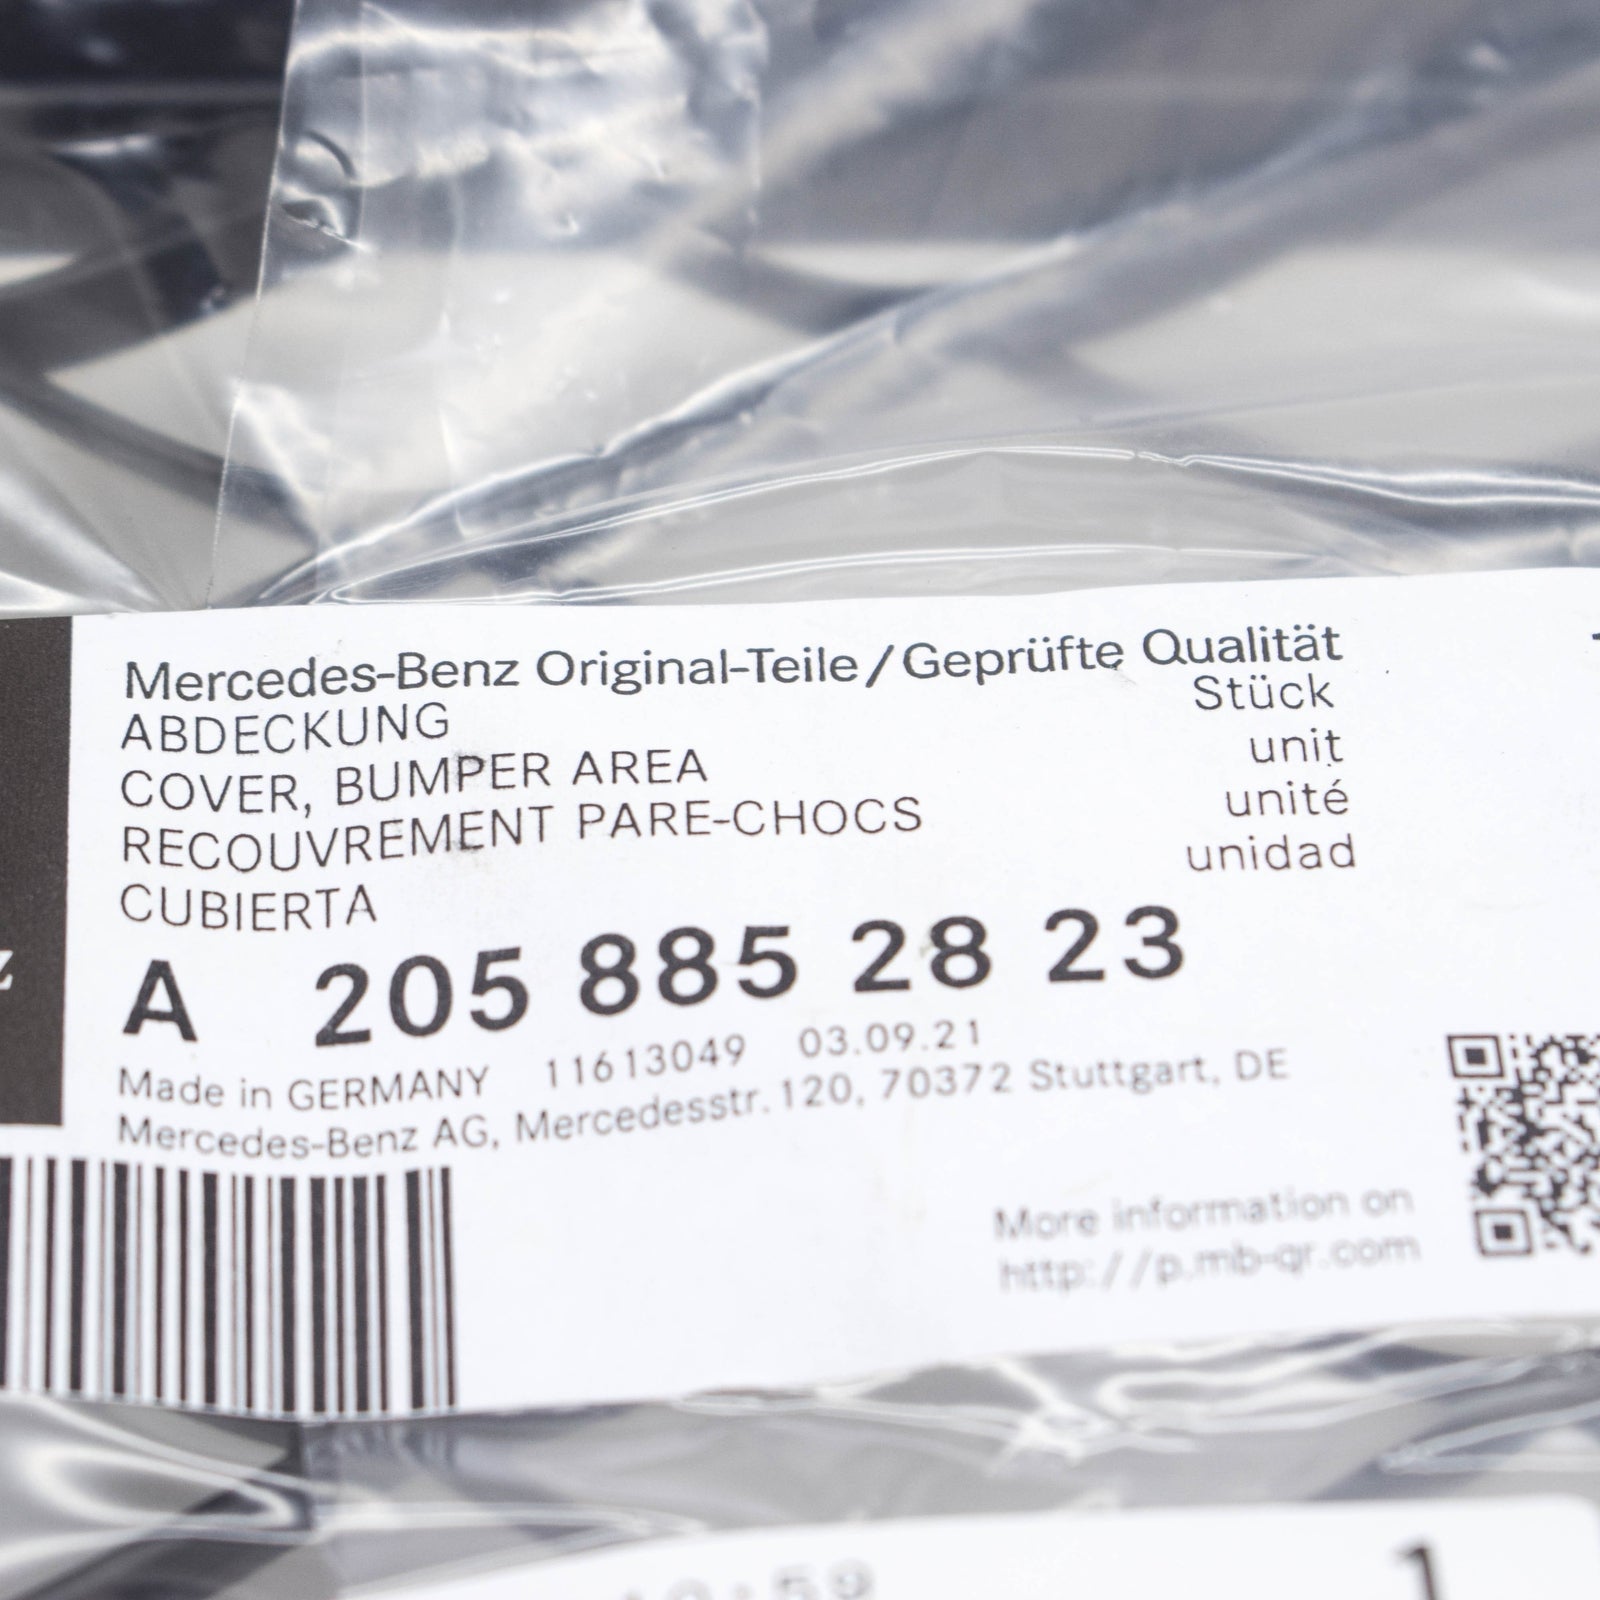 Mercedes-Benz Original-Teile/Geprüfte Qualität
ABDECKUNG Stück
COVER, BUMPER AREA unit
RECOUVREMENT PARE-CHOCS unité
CUBIERTA unidad
A 205 885 28 23
Made in GERMANY 11613049 03.09.21
Mercedes-Benz AG, Mercedesstr. 120, 70372 Stuttgart, DE
More information on
http://p.mb-qr.com
1